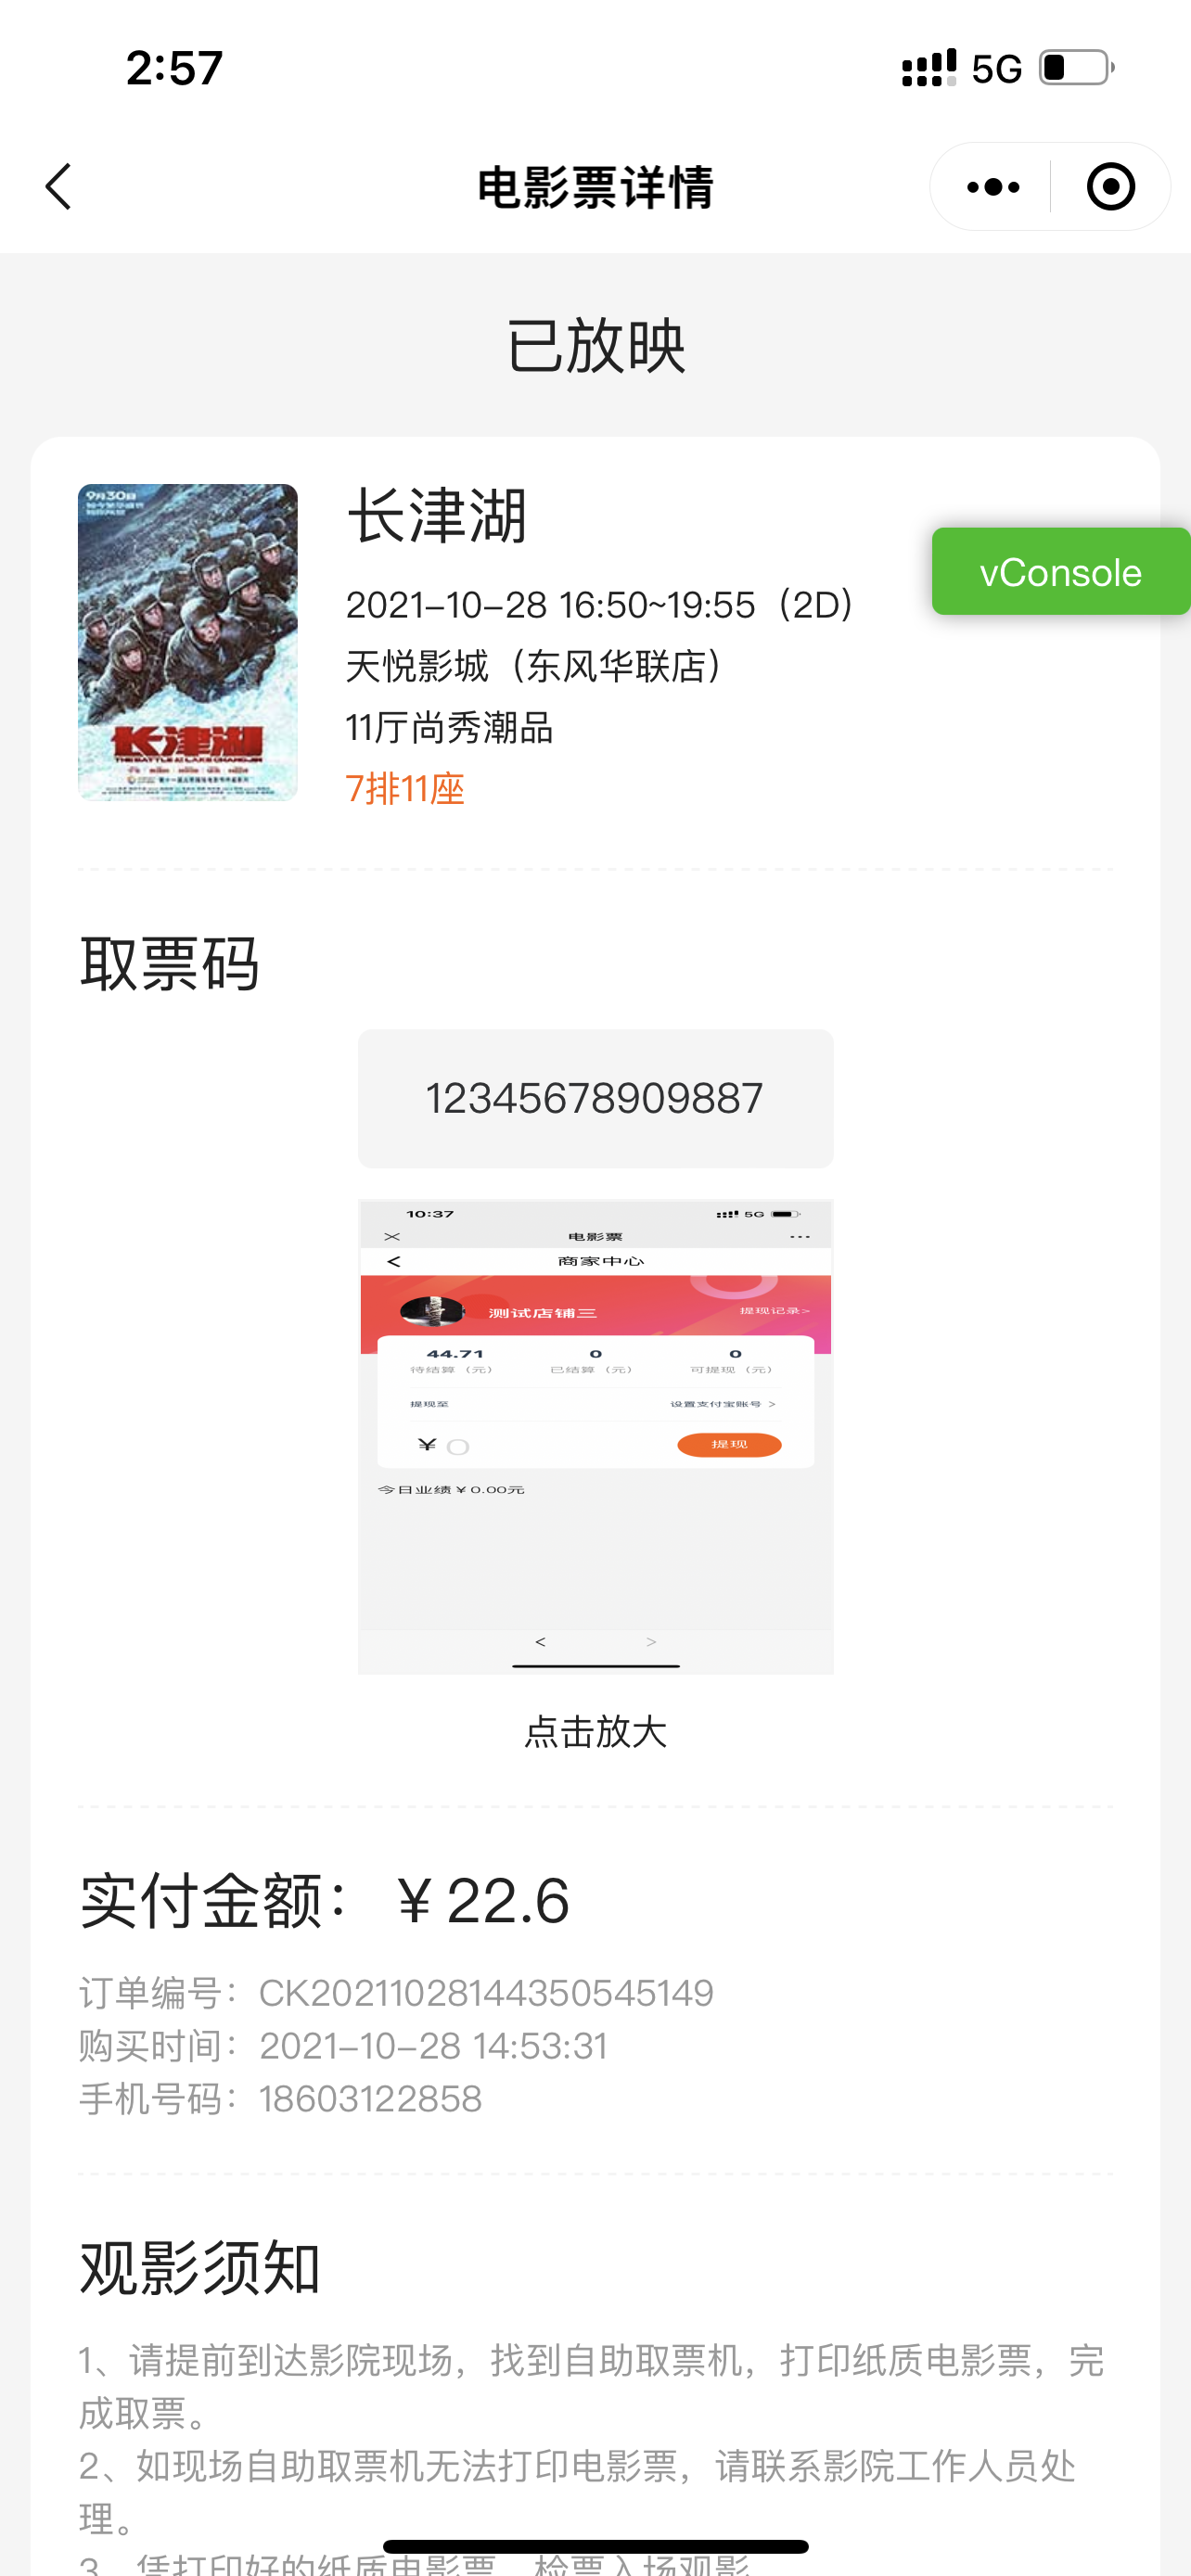 2:57
5G
电影票详情
已放映
9月30日
长津湖
THE BATTLE AT LAKE CHANGJIN
长津湖
vConsole
2021-10-28 16:50~19:55（2D）
天悦影城（东风华联店）
11厅尚秀潮品
7排11座
取票码
12345678909887
10:37
5G
电影票
商家中心
测试店铺三
提现记录>
44.71
0
0
待结算（元）
已结算（元）
可提现（元）
提现至
设置支付宝账号 >
¥ 0
提现
今日业绩¥0.00元
点击放大
实付金额：¥22.6
订单编号：CK20211028144350545149
购买时间：2021-10-28 14:53:31
手机号码：18603122858
观影须知
1、请提前到达影院现场，找到自助取票机，打印纸质电影票，完
成取票。
2、如现场自助取票机无法打印电影票，请联系影院工作人员处
理。
3、凭打印好的纸质电影票，检票入场观影